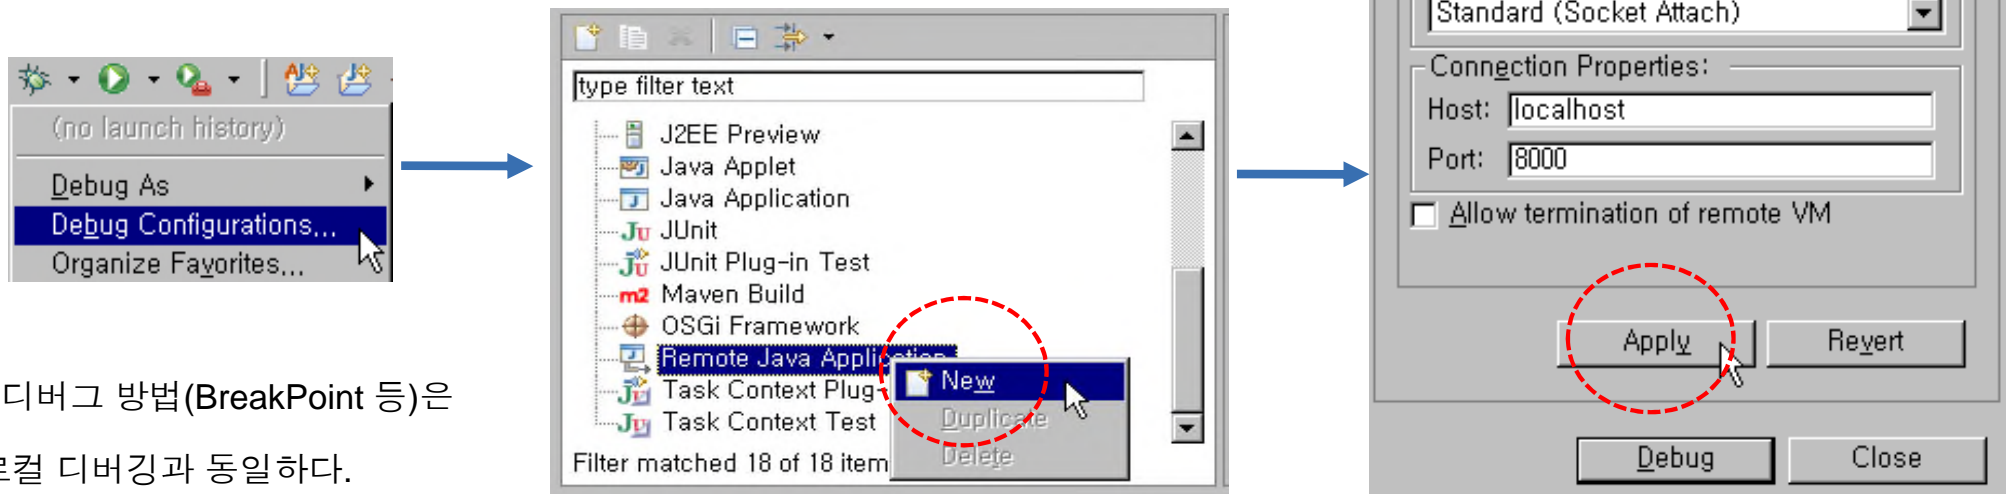 (no launch history)
Debug As
Debug Configurations...
Organize Favorites...
디버그 방법(BreakPoint 등)은
디버깅과 동일하다.
type filter text
J2EE Preview
Java Applet
Java Application
JUnit
JUnit Plug-in Test
Maven Build
OSGi Framework
Remote Java Application
Task Context Plug-
Task Context Test
Filter matched 18 of 18 item
New
Duplicate
Delete
Standard (Socket Attach)
Connection Properties:
Host: localhost
Port: 8000
Allow termination of remote VM
Apply
Revert
Debug
Close